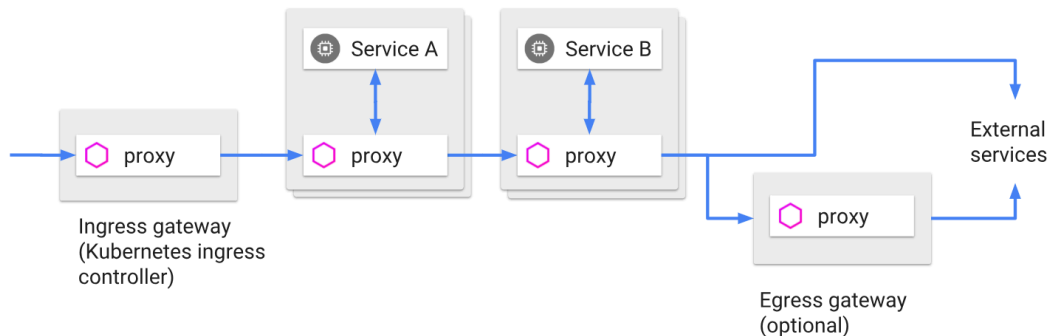 Service A
Service B
proxy
proxy
proxy
External
services
proxy
Ingress gateway
(Kubernetes ingress
controller)
Egress gateway
(optional)